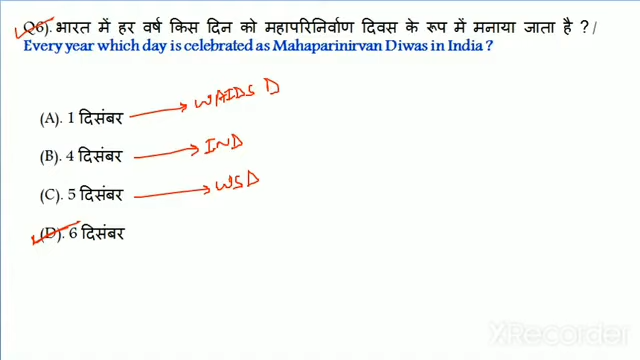 Q6). भारत में हर वर्ष किस दिन को महापरिनिर्वाण दिवस के रूप में मनाया जाता है ? /
Every year which day is celebrated as Mahaparinirvan Diwas in India ?
(A). 1 दिसंबर WAIDS D
(B). 4 दिसंबर IND
(C). 5 दिसंबर WSD
(D). 6 दिसंबर
XRecorder